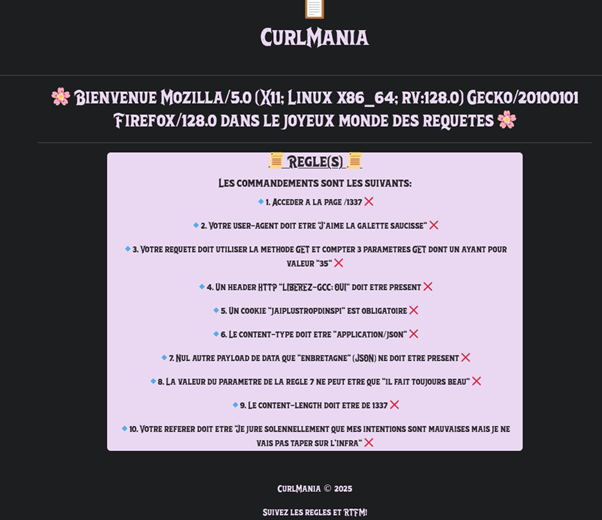 CurlMania
Bienvenue Mozilla/5.0 (X11; Linux x86_64; rv:128.0) Gecko/20100101
Firefox/128.0 dans le joyeux monde des requetes
Regle(s)
Les commandements sont les suivants:
1. Acceder a la page /1337
2. Votre user-agent doit etre "J'aime la galette saucisse"
3. Votre requete doit utiliser la methode GET et compter 3 parametres GET dont un ayant pour
valeur "35"
4. Un header HTTP "Liberez-GCC: OUI" doit etre present
5. Un cookie "jaiplustropdinspi" est obligatoire
6. Le content-type doit etre "application/json"
7. Nul autre payload de data que "enbretagne" (JSON) ne doit etre present
8. La valeur du parametre de la regle 7 ne peut etre que "il fait toujours beau"
9. Le content-length doit etre de 1337
10. Votre referer doit etre "Je jure solennellement que mes intentions sont mauvaises mais je ne
vais pas taper sur l'infra"
CurlMania © 2025
Suivez les regles et RTFM!